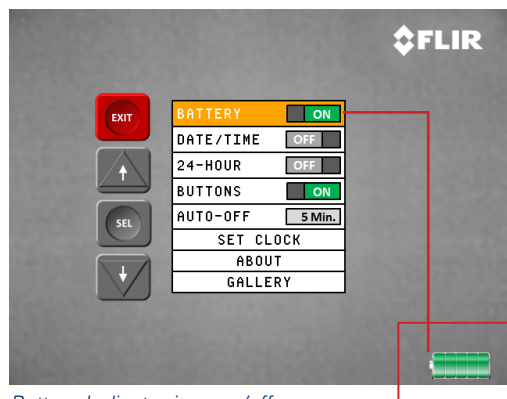 FLIR
EXIT
BATTERY ON
DATE/TIME OFF
24-HOUR OFF
BUTTONS ON
SEL
AUTO-OFF 5 Min.
SET CLOCK
ABOUT
GALLERY